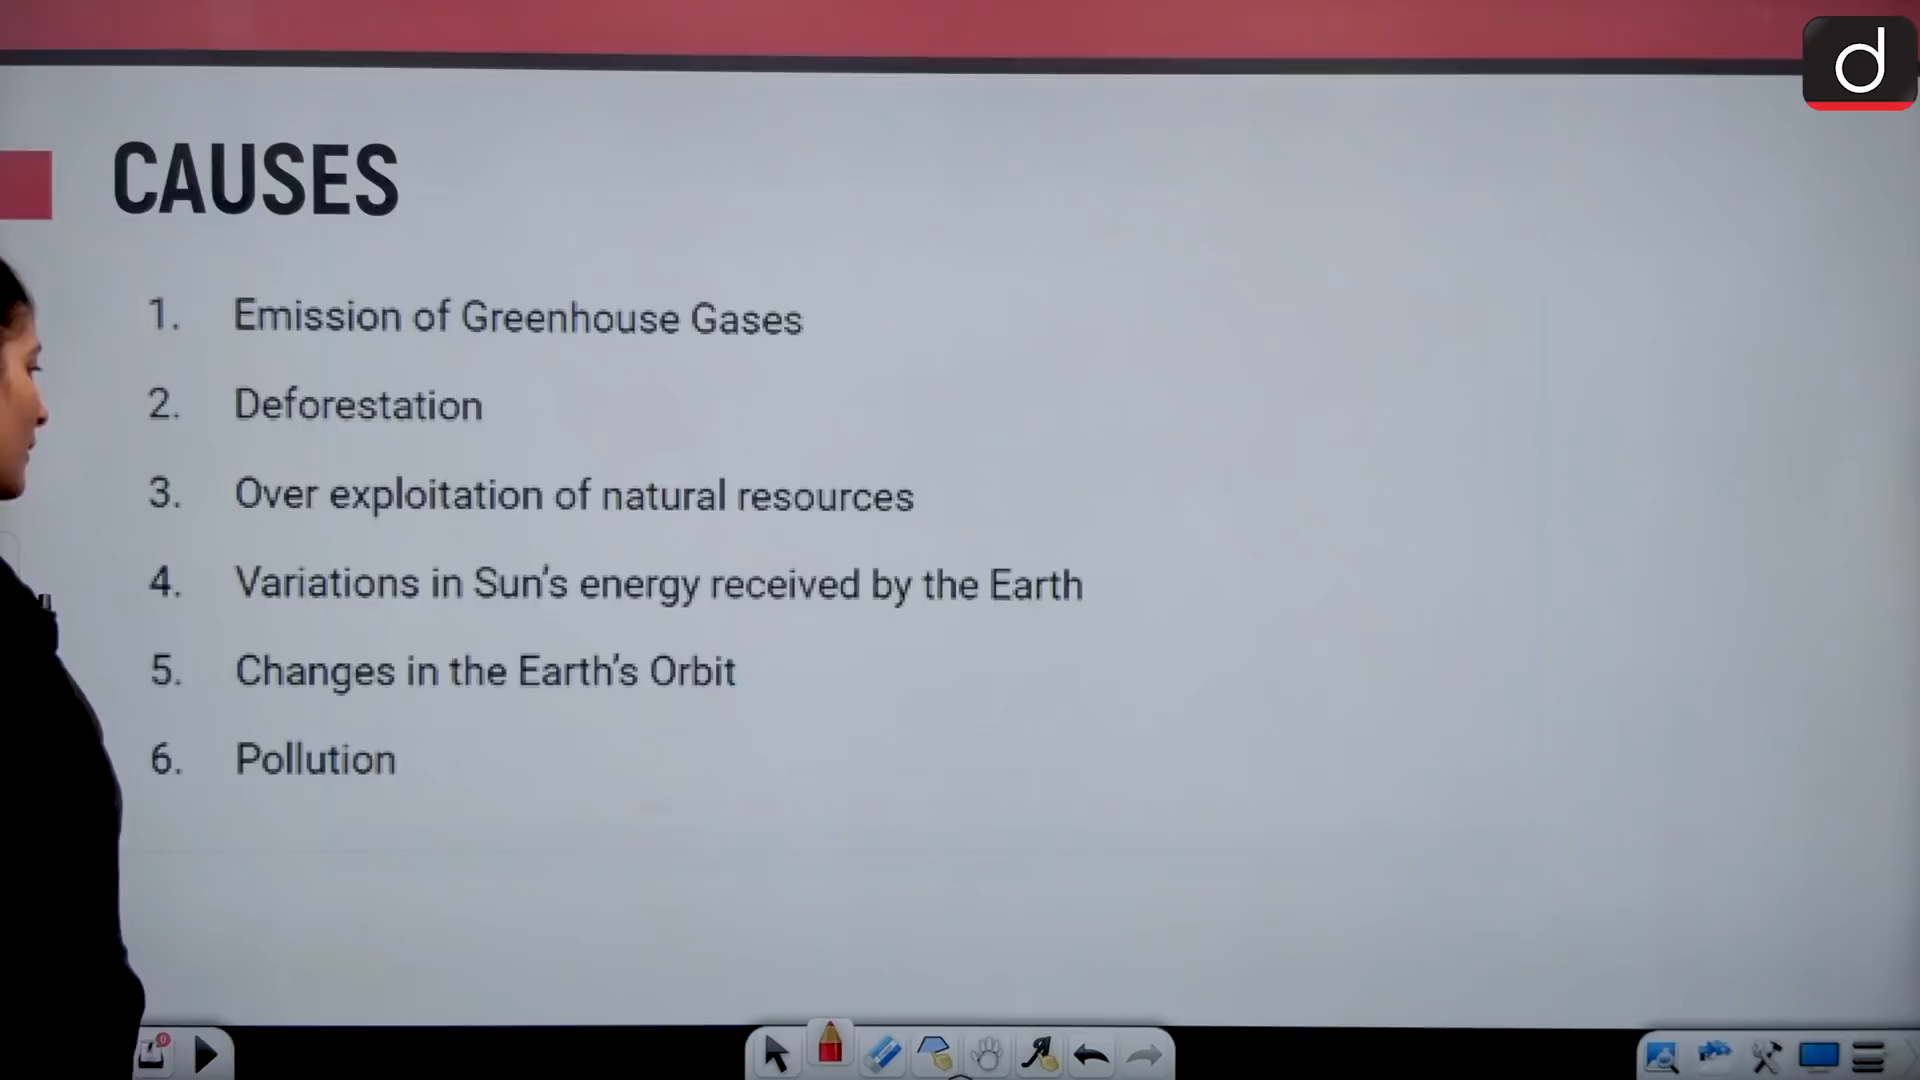 d
CAUSES
1. Emission of Greenhouse Gases
2. Deforestation
3. Over exploitation of natural resources
4. Variations in Sun's energy received by the Earth
5. Changes in the Earth's Orbit
6. Pollution